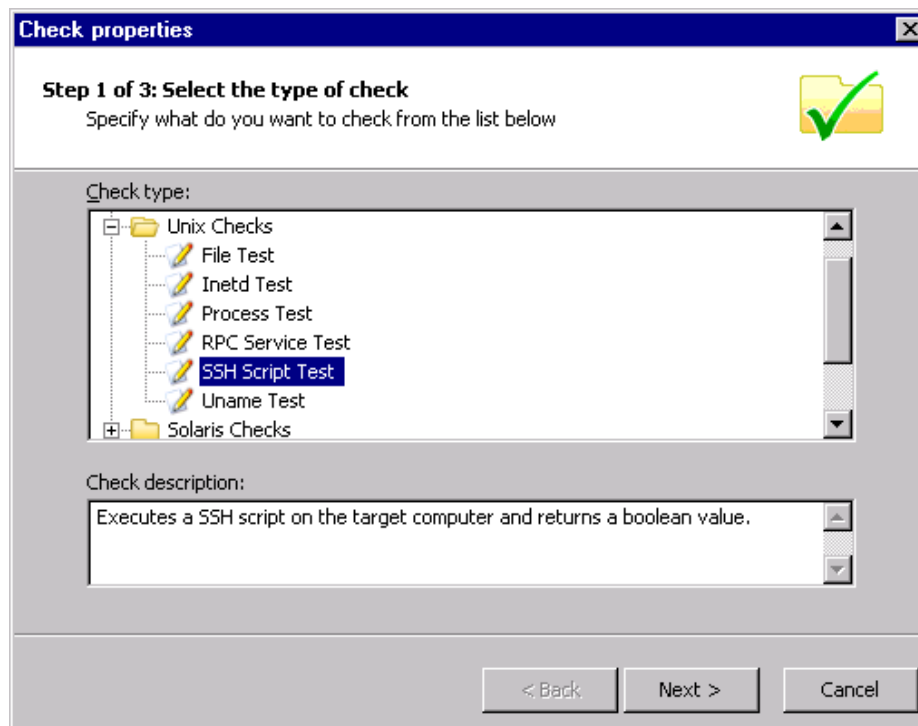 Check properties
Step 1 of 3: Select the type of check
Specify what do you want to check from the list below
Check type:
Unix Checks
File Test
Inetd Test
Process Test
RPC Service Test
SSH Script Test
Uname Test
Solaris Checks
Check description:
Executes a SSH script on the target computer and returns a boolean value.
< Back Next > Cancel